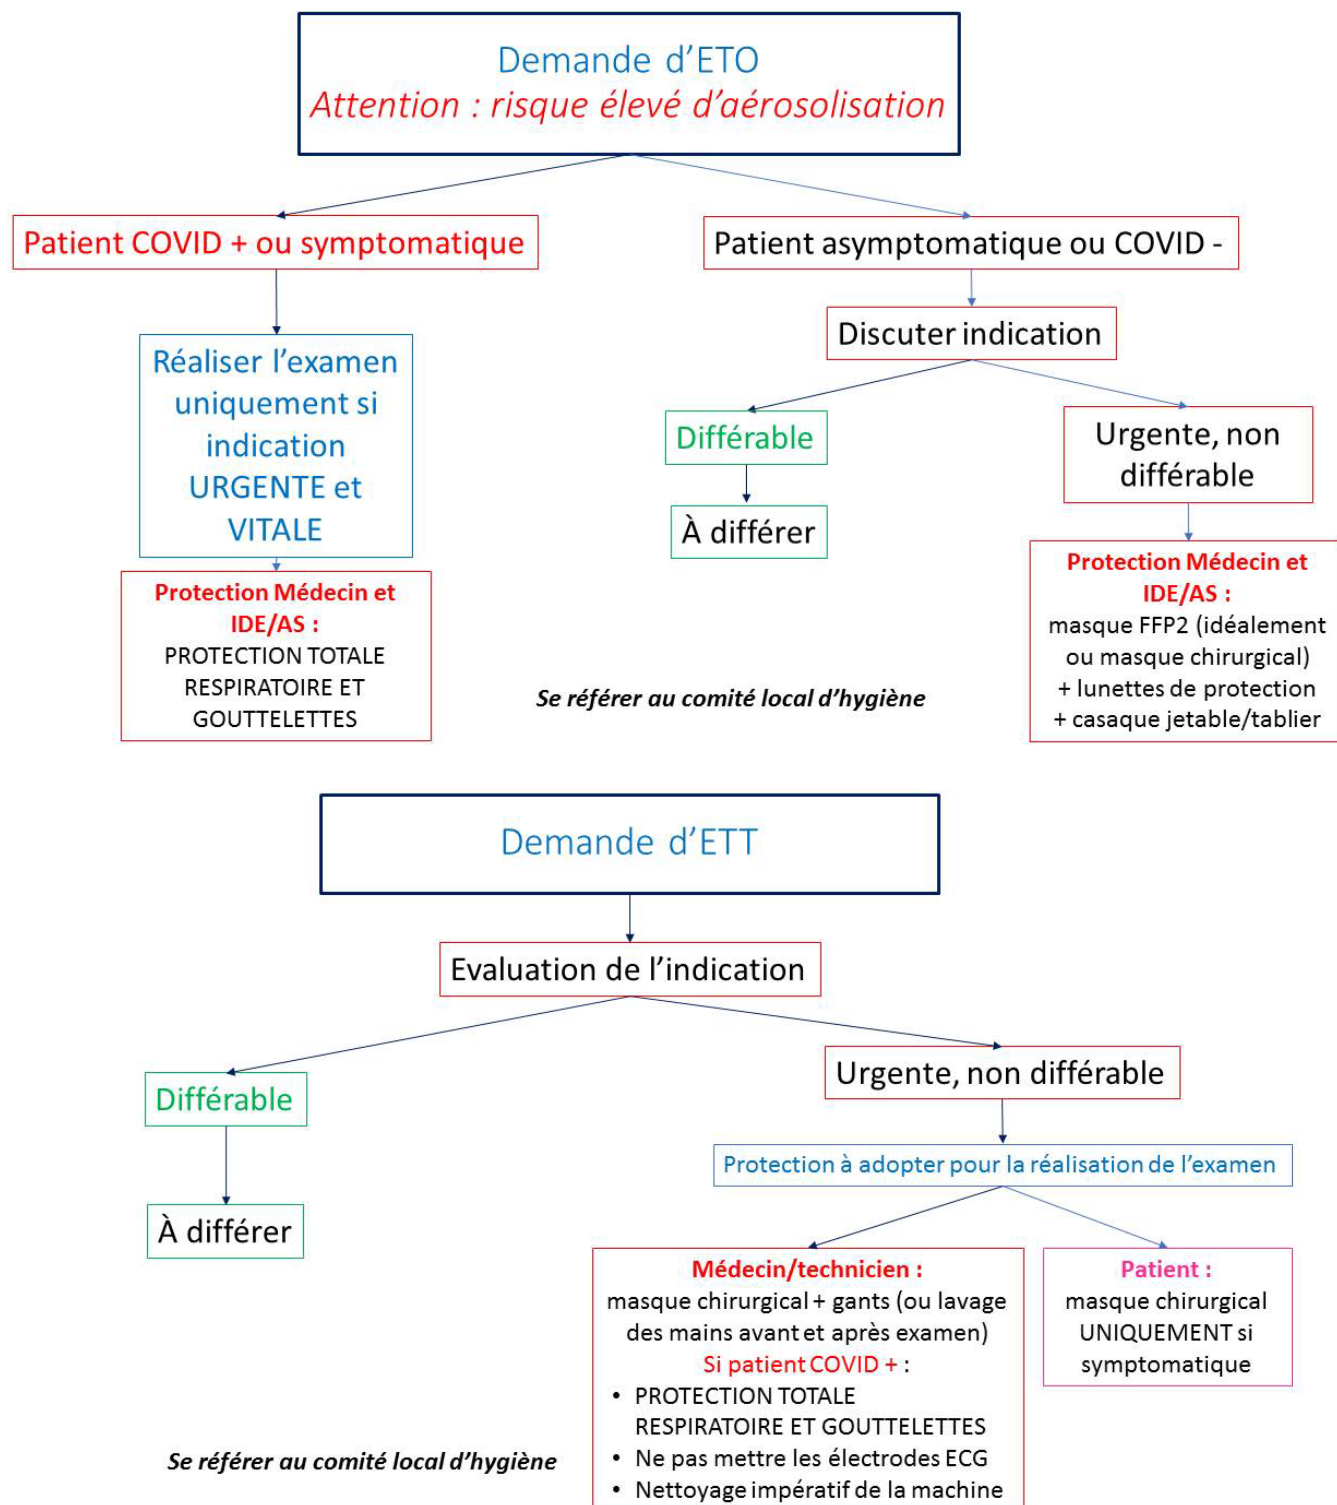 Demande d'ETO
Attention : risque élevé d'aérosolisation
Patient COVID + ou symptomatique
Patient asymptomatique ou COVID -
Réaliser l'examen
uniquement si
indication
URGENTE et
VITALE
Discuter indication
Différable
Urgente, non
différable
À différer
Protection Médecin et
IDE/AS :
PROTECTION TOTALE
RESPIRATOIRE ET
GOUTTELETTES
Protection Médecin et
IDE/AS :
masque FFP2 (idéalement
ou masque chirurgical)
+ lunettes de protection
+ casaque jetable/tablier
Se référer au comité local d'hygiène
Demande d'ETT
Evaluation de l'indication
Différable
Urgente, non différable
À différer
Protection à adopter pour la réalisation de l'examen
Médecin/technicien :
masque chirurgical + gants (ou lavage
des mains avant et après examen)
Si patient COVID + :
• PROTECTION TOTALE
RESPIRATOIRE ET GOUTTELETTES
• Ne pas mettre les électrodes ECG
• Nettoyage impératif de la machine
Patient :
masque chirurgical
UNIQUEMENT si
symptomatique
Se référer au comité local d'hygiène